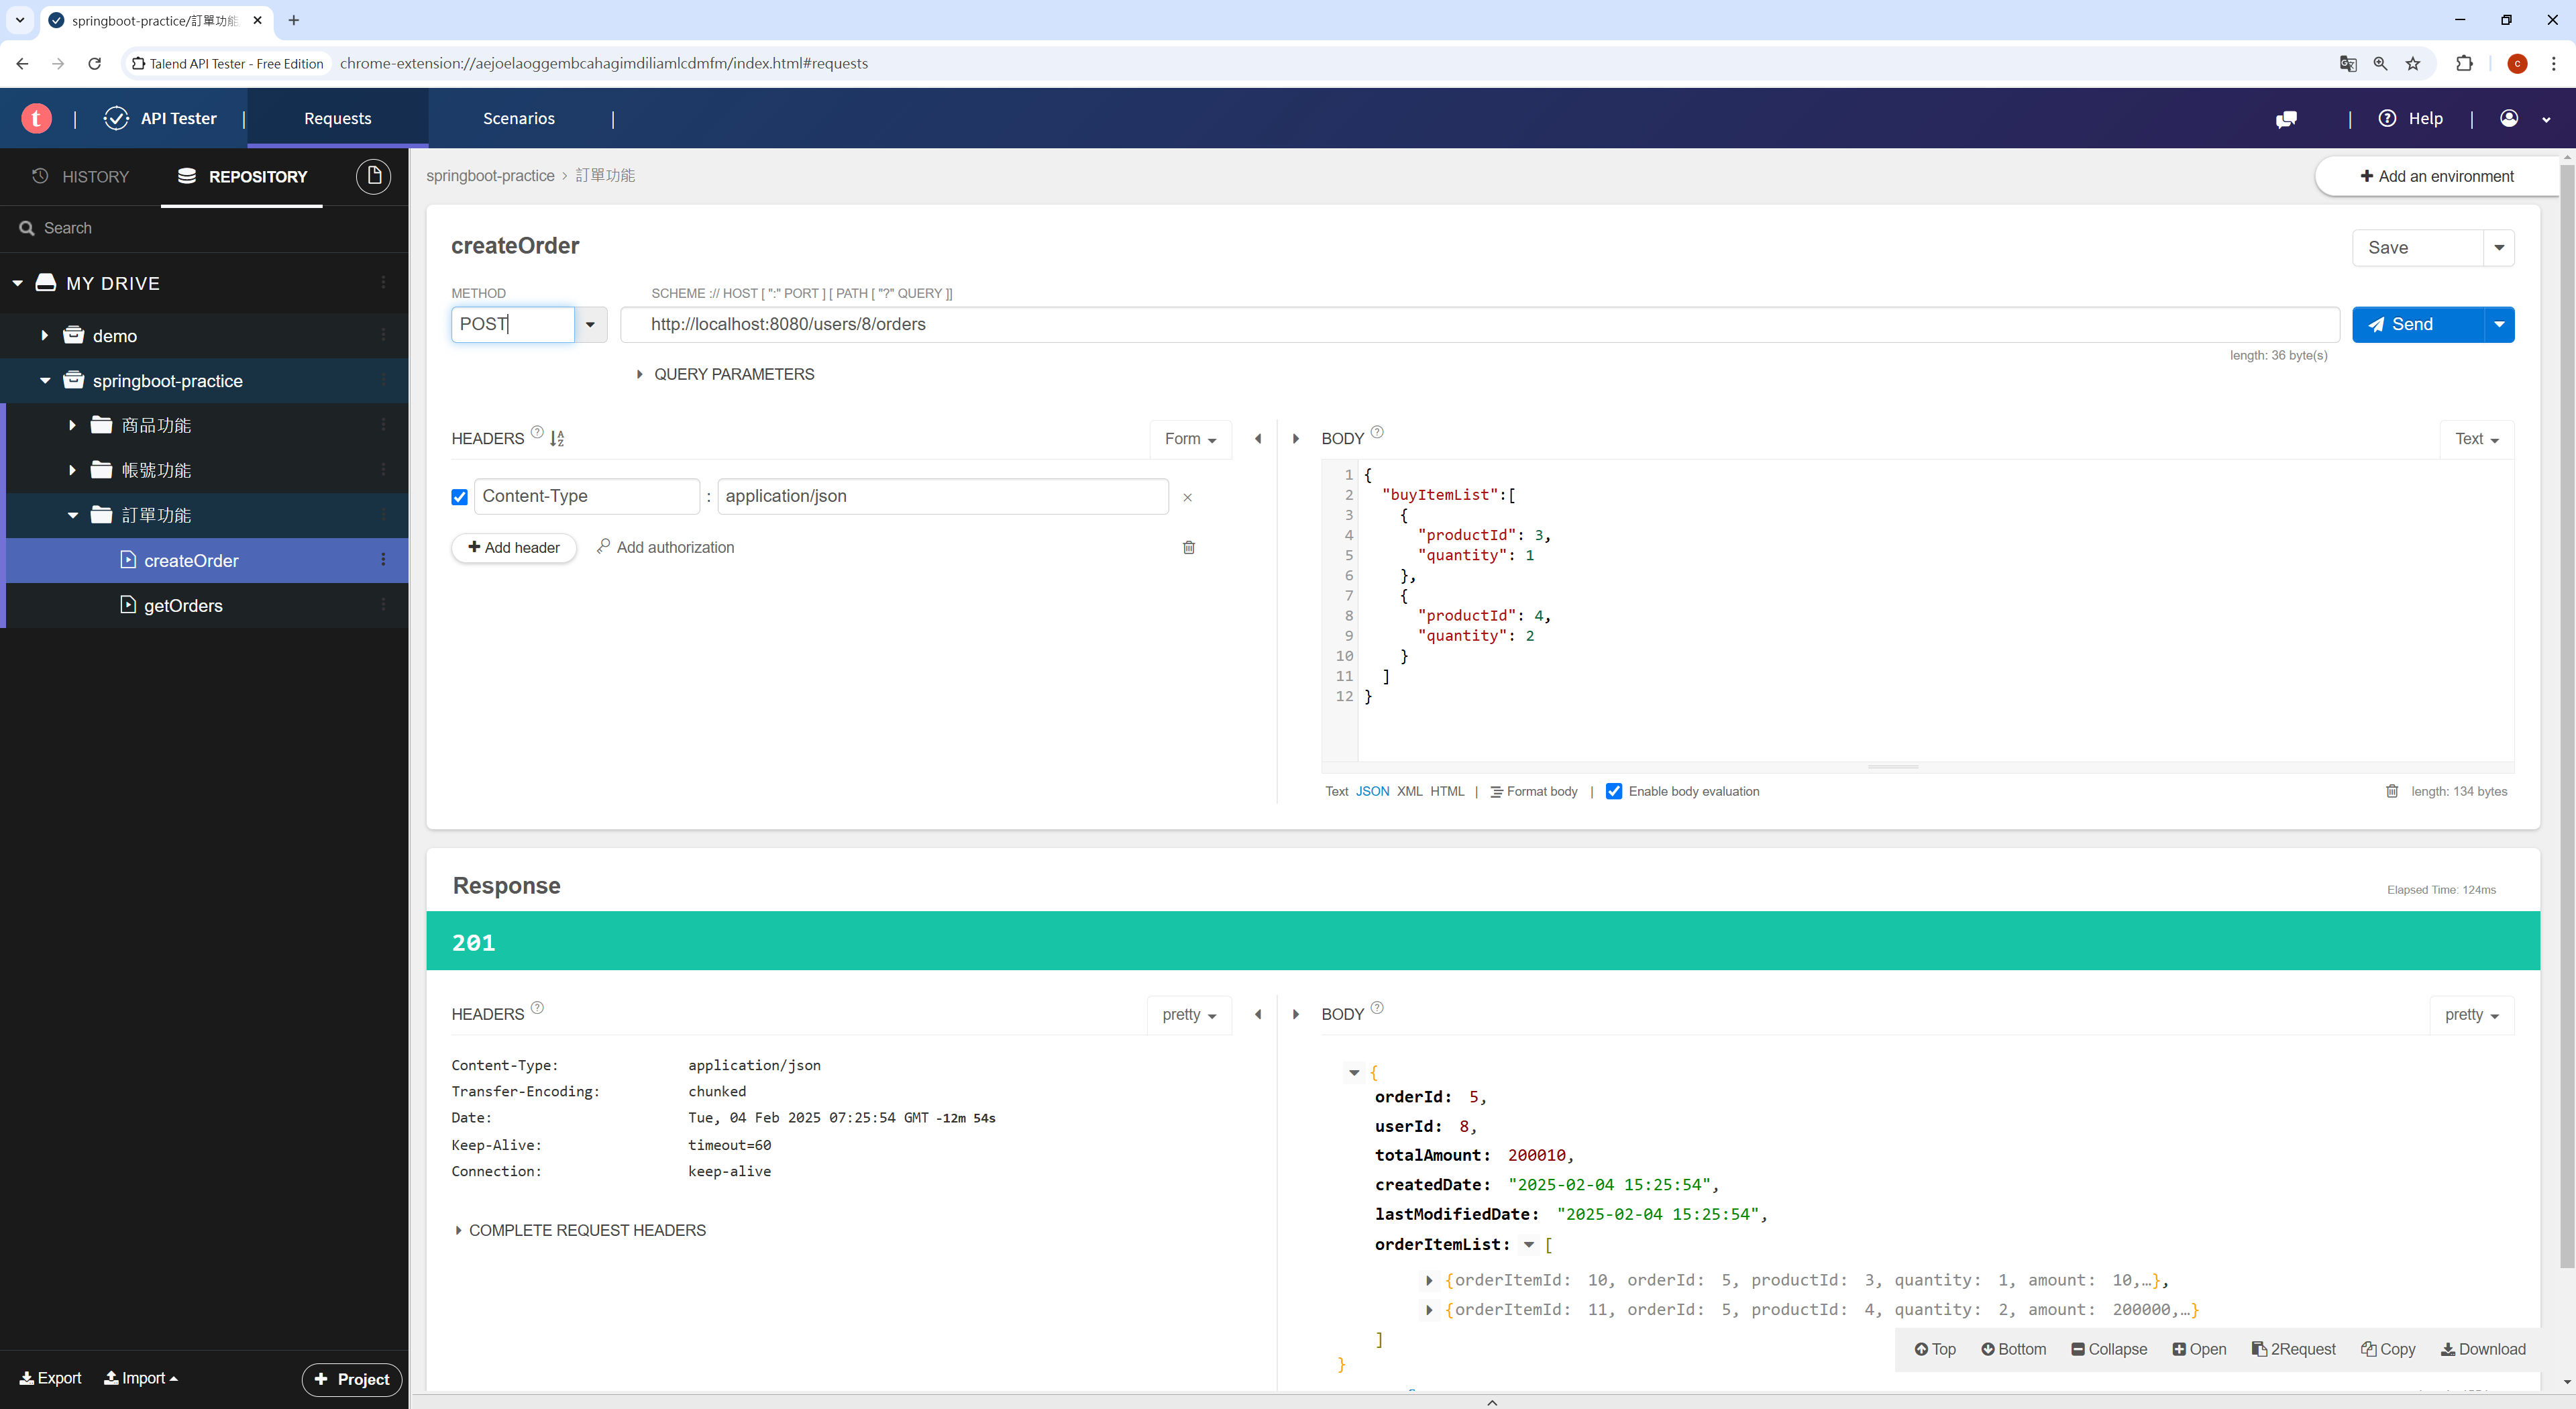 springboot-practice/訂單功能
Talend API Tester - Free Edition
chrome-extension://aejoelaoggembcahagimdiliamlcdmfm/index.html#requests
C
t
API Tester
Requests
Scenarios
Help
HISTORY
REPOSITORY
Search
MY DRIVE
demo
springboot-practice
商品功能
帳號功能
訂單功能
createOrder
getOrders
Export
Import
+ Project
springboot-practice > 訂單功能
+ Add an environment
createOrder
Save
METHOD
SCHEME :// HOST [ ":" PORT ] [ PATH [ "?" QUERY ]]
POST
http://localhost:8080/users/8/orders
Send
length: 36 byte(s)
QUERY PARAMETERS
HEADERS
Form
Content-Type : application/json
+ Add header
Add authorization
BODY
Text
1 {
2 "buyItemList":[
3 {
4 "productId": 3,
5 "quantity": 1
6 },
7 {
8 "productId": 4,
9 "quantity": 2
10 }
11 ]
12 }
Text JSON XML HTML | Format body | Enable body evaluation
length: 134 bytes
Response
Elapsed Time: 124ms
201
HEADERS
pretty
Content-Type: application/json
Transfer-Encoding: chunked
Date: Tue, 04 Feb 2025 07:25:54 GMT -12m 54s
Keep-Alive: timeout=60
Connection: keep-alive
COMPLETE REQUEST HEADERS
BODY
pretty
{
orderId: 5,
userId: 8,
totalAmount: 200010,
createdDate: "2025-02-04 15:25:54",
lastModifiedDate: "2025-02-04 15:25:54",
orderItemList: [
{orderItemId: 10, orderId: 5, productId: 3, quantity: 1, amount: 10,…},
{orderItemId: 11, orderId: 5, productId: 4, quantity: 2, amount: 200000,…}
]
}
Top
Bottom
Collapse
Open
2Request
Copy
Download